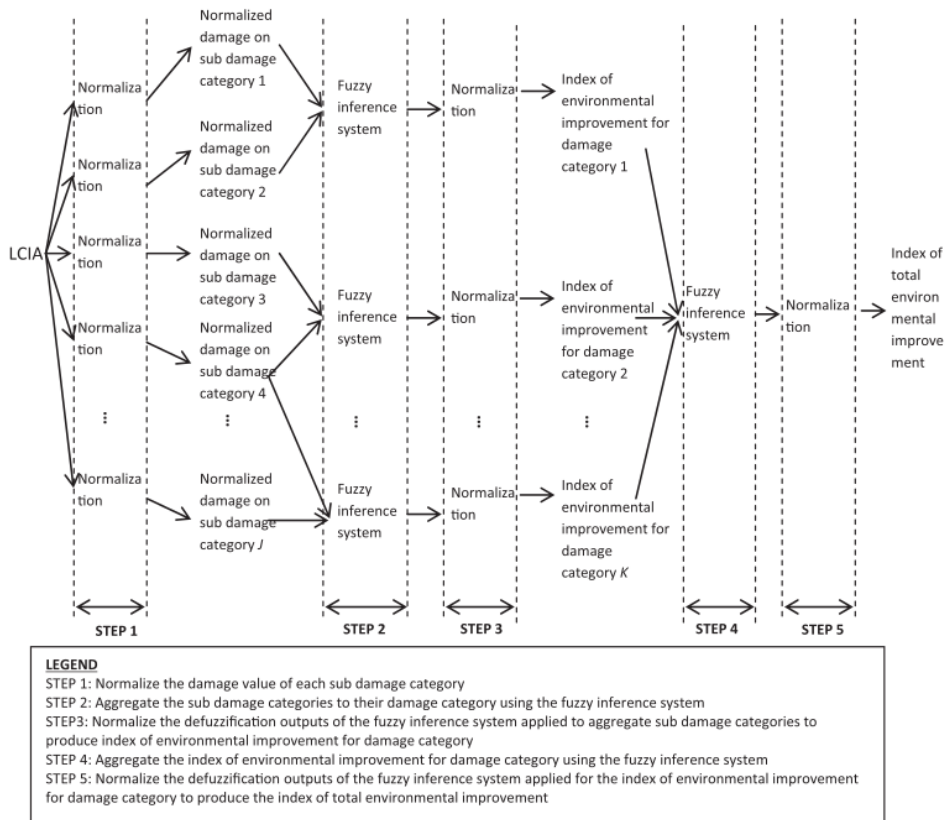 Normalized
damage on
sub damage
category 1
Normaliza
tion
Fuzzy
inference
system
Normaliza
tion
Index of
environmental
improvement for
damage
category 1
Normalized
damage on
sub damage
category 2
Normaliza
tion
LCIA
Normaliza
tion
Normalized
damage on
sub damage
category 3
Fuzzy
inference
system
Normaliza
tion
Index of
environmental
improvement
for damage
category 2
Fuzzy
inference
system
Normaliza
tion
Index of
total
environ
mental
improve
ment
Normaliza
tion
Normalized
damage on
sub damage
category 4
...
...
...
...
...
Normaliza
tion
Normalized
damage on
sub damage
category J
Fuzzy
inference
system
Normaliza
tion
Index of
environmental
improvement for
damage
category K
STEP 1
STEP 2
STEP 3
STEP 4
STEP 5
LEGEND
STEP 1: Normalize the damage value of each sub damage category
STEP 2: Aggregate the sub damage categories to their damage category using the fuzzy inference system
STEP3: Normalize the defuzzification outputs of the fuzzy inference system applied to aggregate sub damage categories to
produce index of environmental improvement for damage category
STEP 4: Aggregate the index of environmental improvement for damage category using the fuzzy inference system
STEP 5: Normalize the defuzzification outputs of the fuzzy inference system applied for the index of environmental improvement
for damage category to produce the index of total environmental improvement